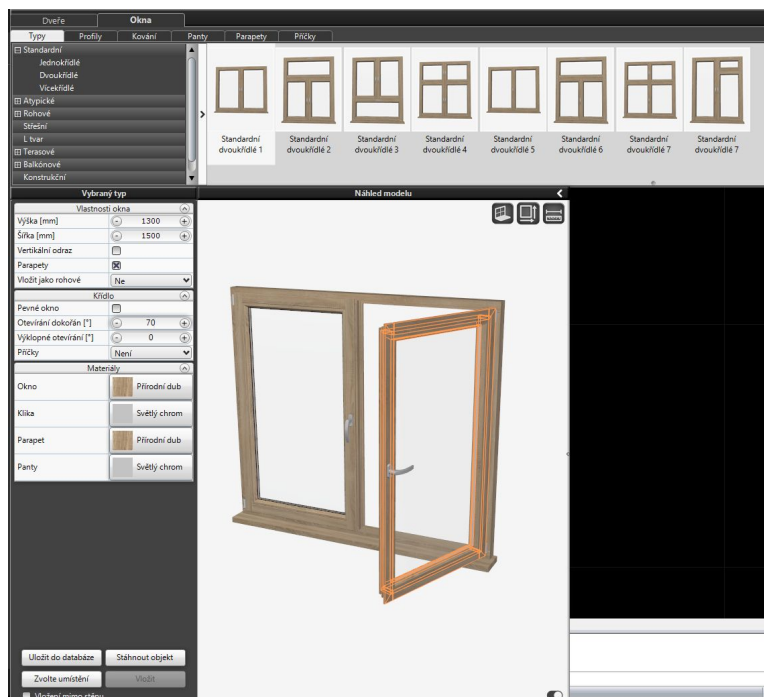 Dveře
Okna
Typy
Profily
Kování
Panty
Parapety
Příčky
Standardní
Jednokřídlé
Dvoukřídlé
Vícekřídlé
Atypické
Rohové
Střešní
L tvar
Terasové
Balkónové
Konstrukční
Standardní
dvoukřídlé 1
Standardní
dvoukřídlé 2
Standardní
dvoukřídlé 3
Standardní
dvoukřídlé 4
Standardní
dvoukřídlé 5
Standardní
dvoukřídlé 6
Standardní
dvoukřídlé 7
Standardní
dvoukřídlé 7
Vybraný typ
Náhled modelu
Vlastnosti okna
Výška [mm] 1300
Šířka [mm] 1500
Vertikální odraz
Parapety
Vložit jako rohové Ne
Křídlo
Pevné okno
Otevírání dokořán [°] 70
Výklopné otevírání [°] 0
Příčky Není
Materiály
Okno Přírodní dub
Klika Světlý chrom
Parapet Přírodní dub
Panty Světlý chrom
Uložit do databáze
Stáhnout objekt
Zvolte umístění
Vložit
Vložení mimo stěnu